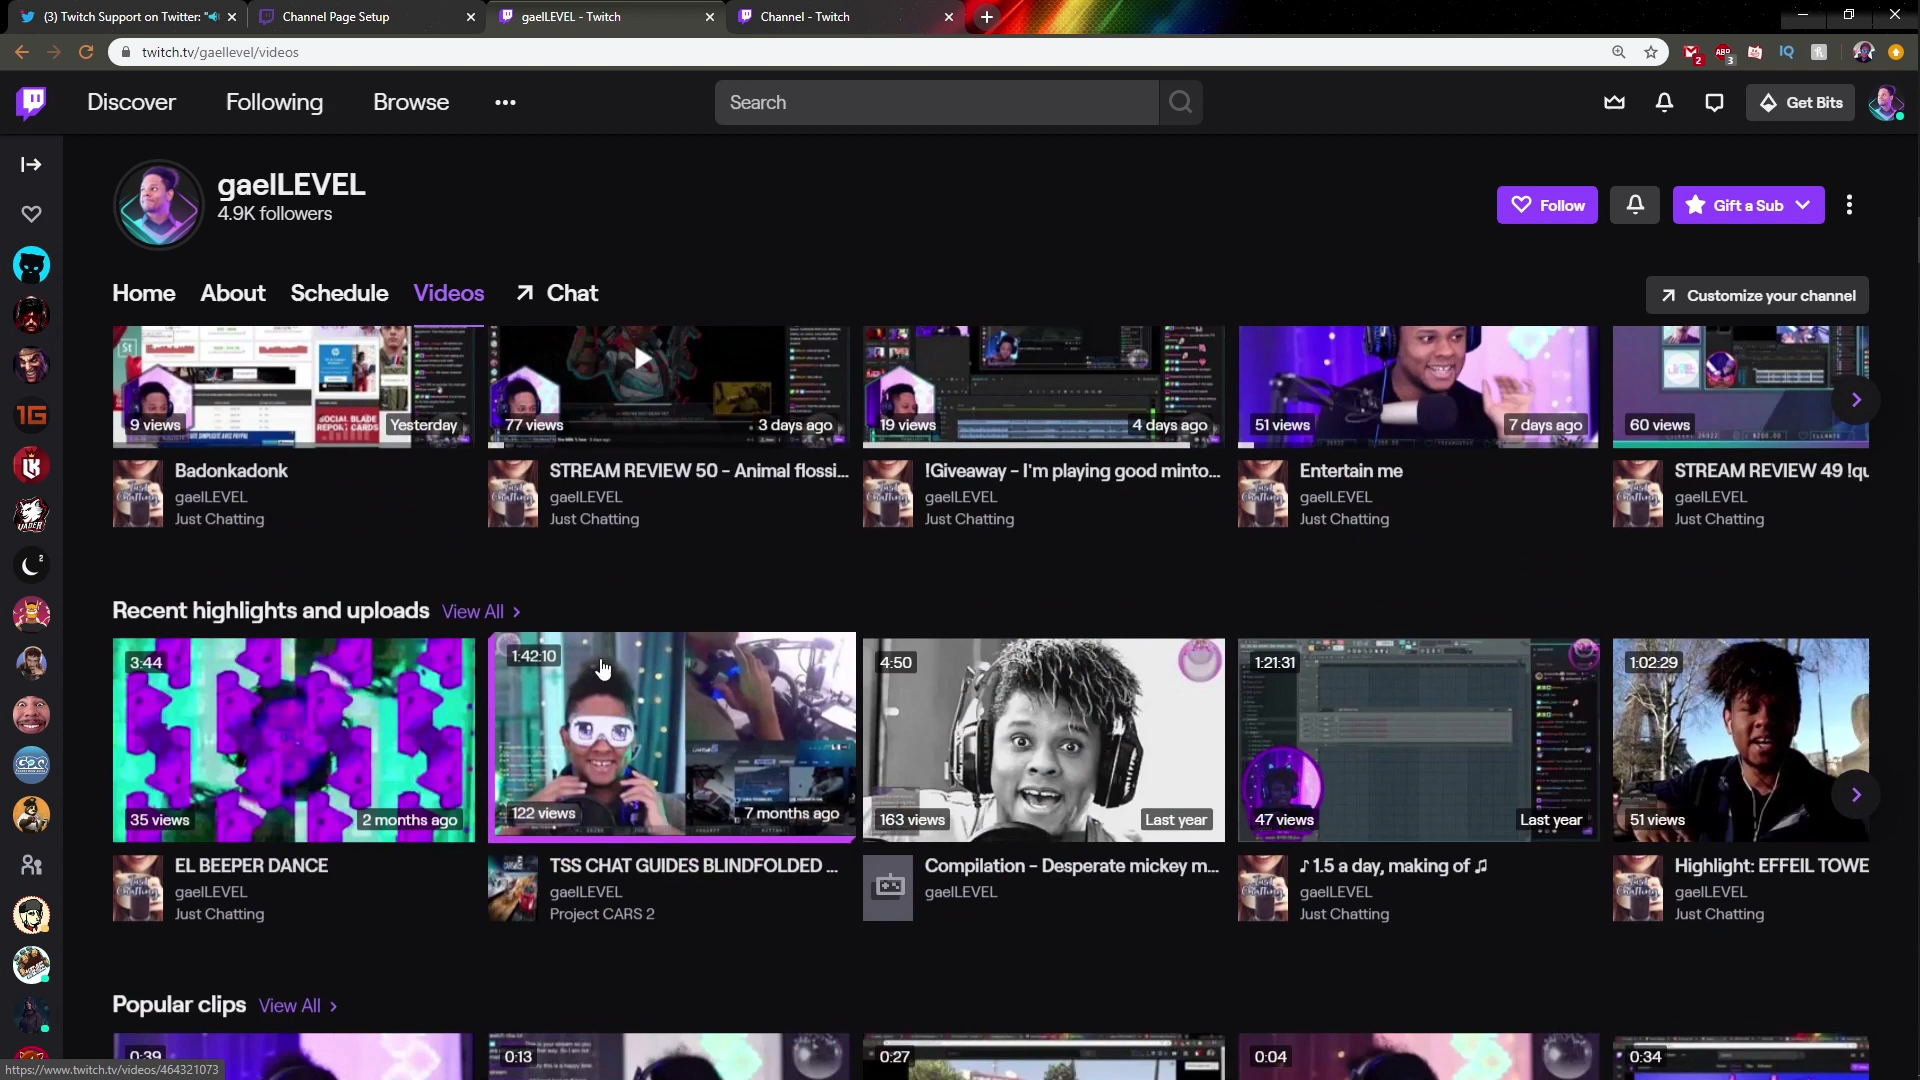 (3) Twitch Support on Twitter: "
Channel Page Setup
gaelLEVEL - Twitch
Channel - Twitch
twitch.tv/gaellevel/videos
2
ABP
3
IQ
Discover
Following
Browse
Search
Get Bits
gaelLEVEL
4.9K followers
Follow
Gift a Sub
Home
About
Schedule
Videos
Chat
Customize your channel
St
SOCIAL BLADE
REPORT CARDS
9 views
Yesterday
77 views
3 days ago
19 views
4 days ago
51 views
7 days ago
60 views
Badonkadonk
gaelLEVEL
Just Chatting
STREAM REVIEW 50 - Animal flossi...
gaelLEVEL
Just Chatting
!Giveaway - I'm playing good minto...
gaelLEVEL
Just Chatting
Entertain me
gaelLEVEL
Just Chatting
STREAM REVIEW 49 !qu
gaelLEVEL
Just Chatting
Recent highlights and uploads
View All
3:44
35 views
2 months ago
1:42:10
122 views
7 months ago
4:50
163 views
Last year
1:21:31
47 views
Last year
1:02:29
51 views
EL BEEPER DANCE
gaelLEVEL
Just Chatting
TSS CHAT GUIDES BLINDFOLDED ...
gaelLEVEL
Project CARS 2
Compilation - Desperate mickey m...
gaelLEVEL
♪ 1.5 a day, making of ♫
gaelLEVEL
Just Chatting
Highlight: EFFEIL TOWE
gaelLEVEL
Just Chatting
Popular clips
View All
0:39
0:13
0:27
0:04
0:34
https://www.twitch.tv/videos/464321073